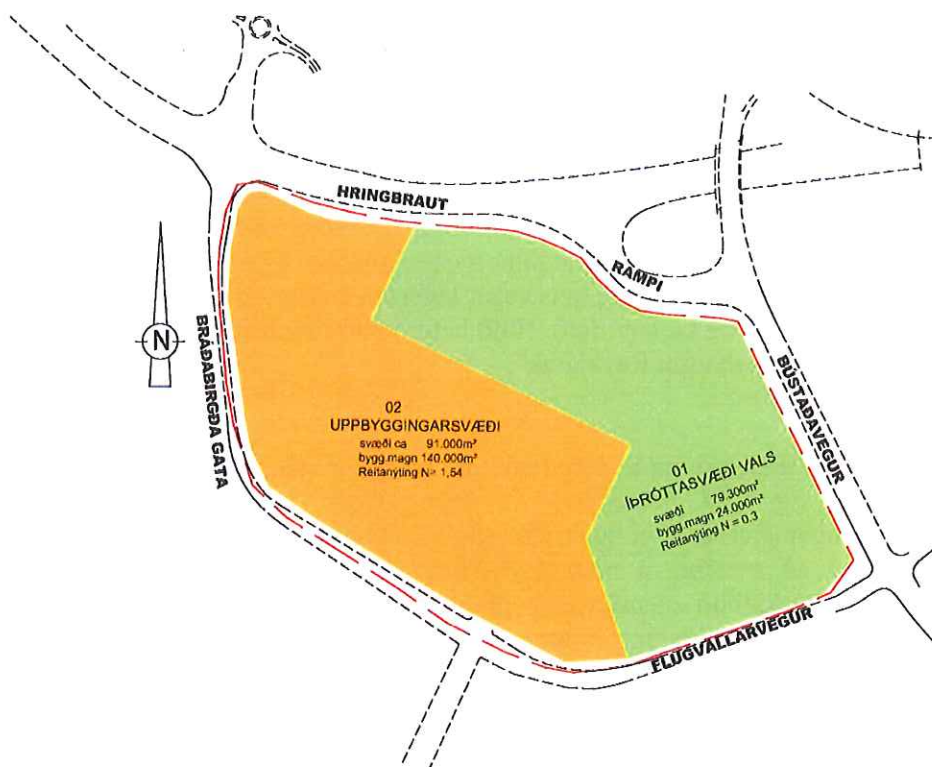 HRINGBRAUT
RAMPI
BÚSTAÐAVEGUR
N
BRÁÐABIRGÐA GATA
02
UPPBYGGINGARSVÆÐI
svæði ca 91.000m²
bygg.magn 140.000m²
Reitanýting N= 1,54
01
ÍÞRÓTTASVÆÐI VALS
svæði 79.300m²
bygg.magn 24.000m²
Reitanýting N = 0.3
FLUGVALLARVEGUR